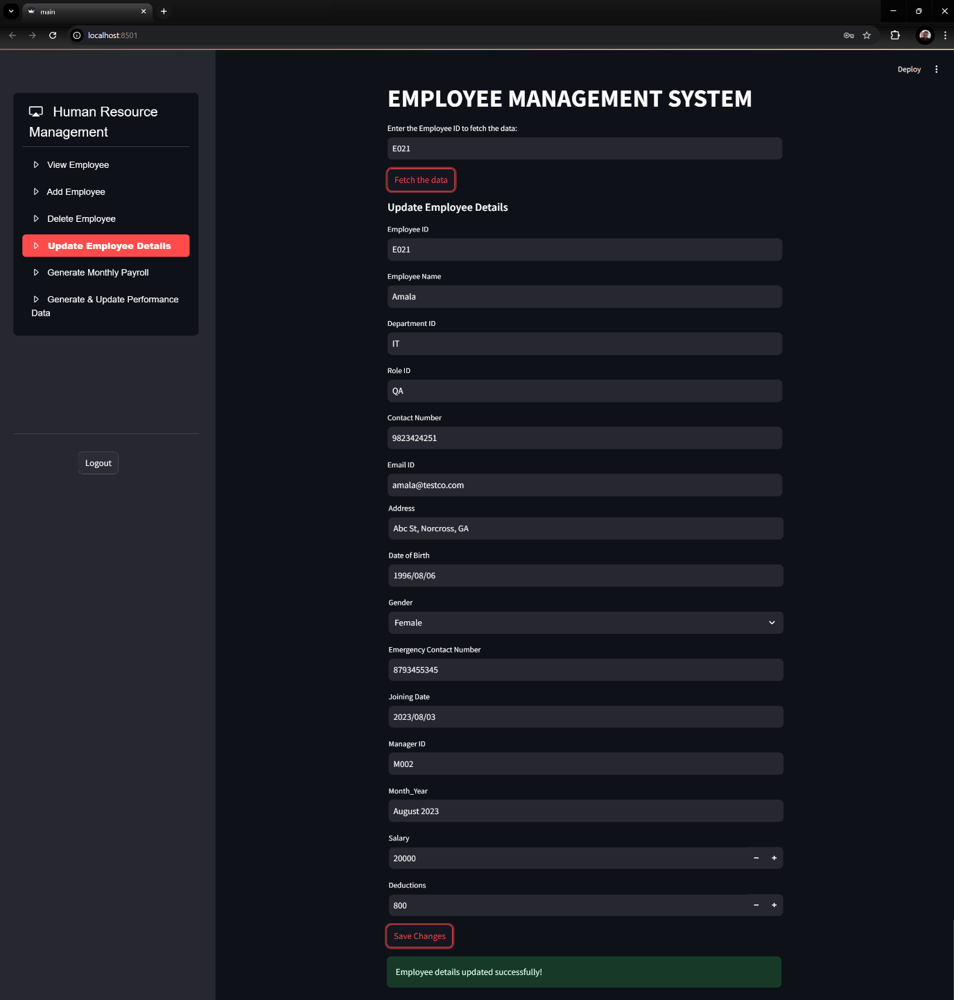 main
localhost:8501
Deploy
Human Resource
Management
View Employee
Add Employee
Delete Employee
Update Employee Details
Generate Monthly Payroll
Generate & Update Performance
Data
Logout
EMPLOYEE MANAGEMENT SYSTEM
Enter the Employee ID to fetch the data:
E021
Fetch the data
Update Employee Details
Employee ID
E021
Employee Name
Amala
Department ID
IT
Role ID
QA
Contact Number
9823424251
Email ID
amala@testco.com
Address
Abc St, Norcross, GA
Date of Birth
1996/08/06
Gender
Female
Emergency Contact Number
8793455345
Joining Date
2023/08/03
Manager ID
M002
Month_Year
August 2023
Salary
20000
Deductions
800
Save Changes
Employee details updated successfully!